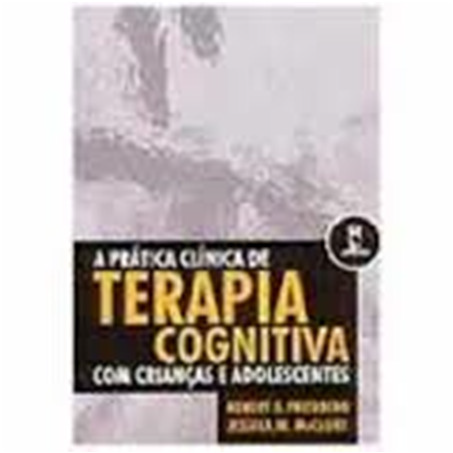 A PRÁTICA CLÍNICA DE
TERAPIA
COGNITIVA
COM CRIANÇAS E ADOLESCENTES
ROBERT D. FRIEDBERG
JESSICA M. McCLURE